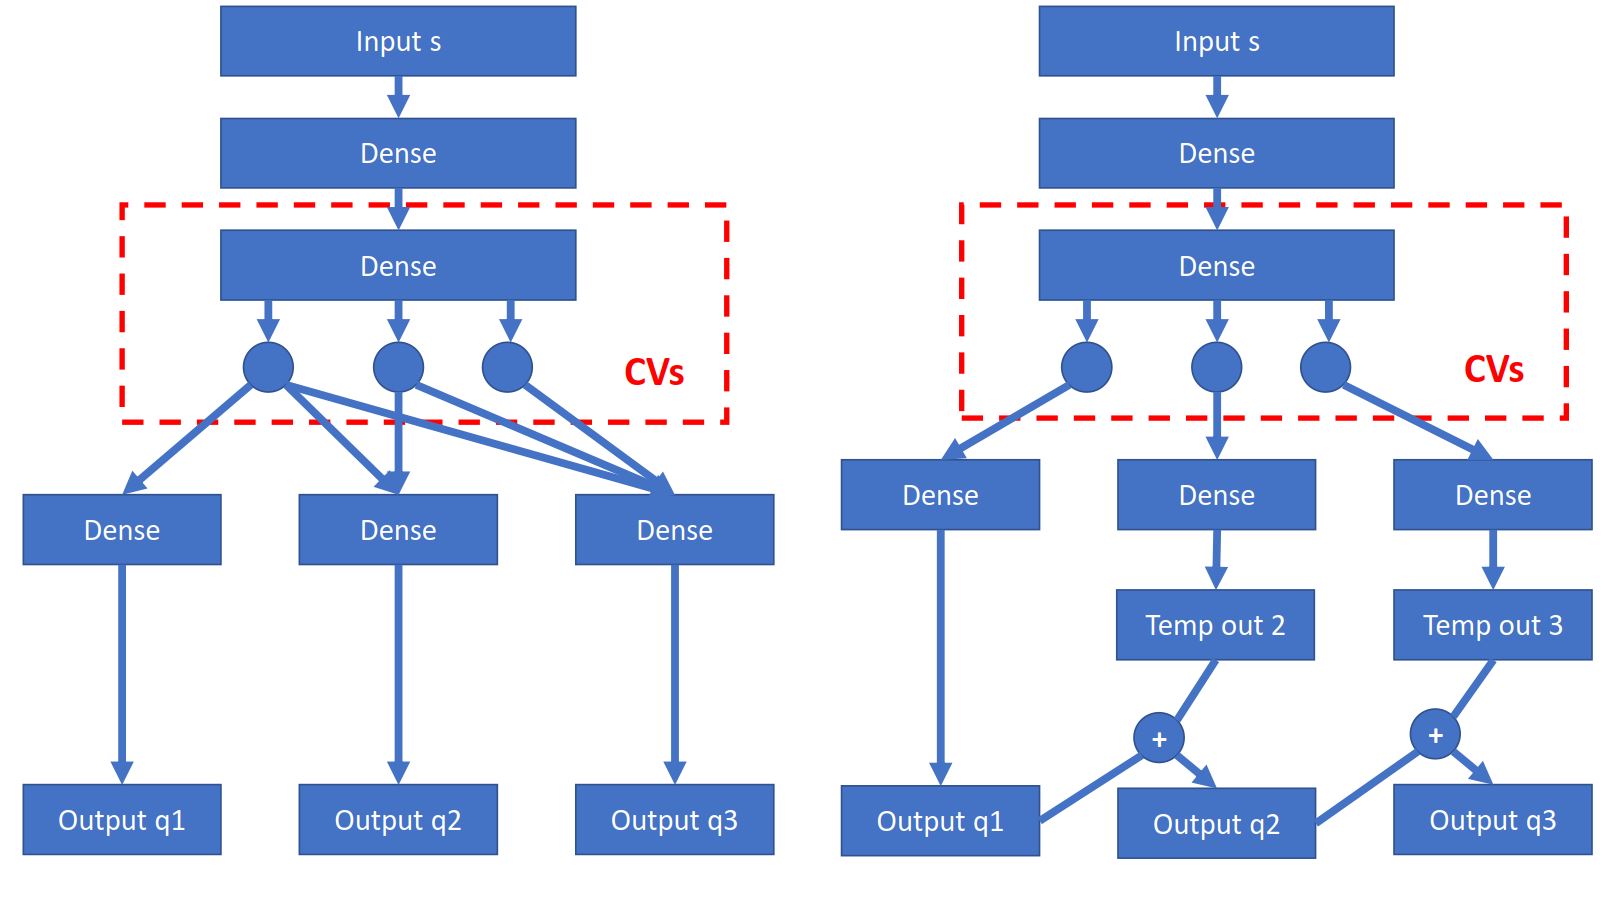 Input s
Dense
Dense
CVs
Dense
Dense
Dense
Output q1
Output q2
Output q3
Input s
Dense
Dense
CVs
Dense
Dense
Dense
Temp out 2
Temp out 3
+
+
Output q1
Output q2
Output q3